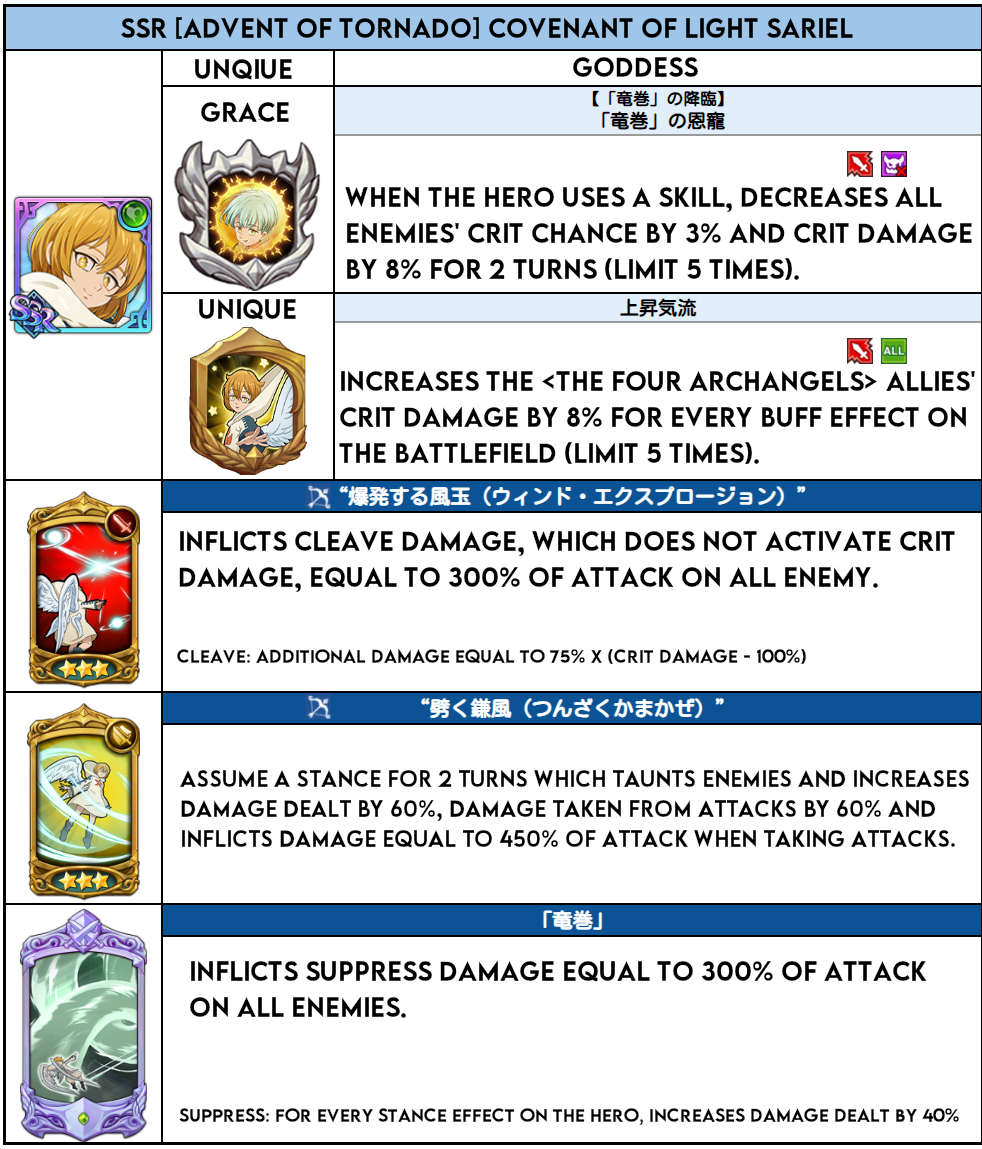 SSR [ADVENT OF TORNADO] COVENANT OF LIGHT SARIEL
UNQIUE
GODDESS
GRACE
【「竜巻」の降臨】
「竜巻」の恩寵
WHEN THE HERO USES A SKILL, DECREASES ALL
ENEMIES' CRIT CHANCE BY 3% AND CRIT DAMAGE
BY 8% FOR 2 TURNS (LIMIT 5 TIMES).
SSR
UNIQUE
上昇気流
ALL
INCREASES THE <THE FOUR ARCHANGELS> ALLIES'
CRIT DAMAGE BY 8% FOR EVERY BUFF EFFECT ON
THE BATTLEFIELD (LIMIT 5 TIMES).
“爆発する風玉（ウィンド・エクスプロージョン）”
INFLICTS CLEAVE DAMAGE, WHICH DOES NOT ACTIVATE CRIT
DAMAGE, EQUAL TO 300% OF ATTACK ON ALL ENEMY.
CLEAVE: ADDITIONAL DAMAGE EQUAL TO 75% X (CRIT DAMAGE - 100%)
“劈く鎌風（つんざくかまかぜ）”
ASSUME A STANCE FOR 2 TURNS WHICH TAUNTS ENEMIES AND INCREASES
DAMAGE DEALT BY 60%, DAMAGE TAKEN FROM ATTACKS BY 60% AND
INFLICTS DAMAGE EQUAL TO 450% OF ATTACK WHEN TAKING ATTACKS.
「竜巻」
INFLICTS SUPPRESS DAMAGE EQUAL TO 300% OF ATTACK
ON ALL ENEMIES.
SUPPRESS: FOR EVERY STANCE EFFECT ON THE HERO, INCREASES DAMAGE DEALT BY 40%